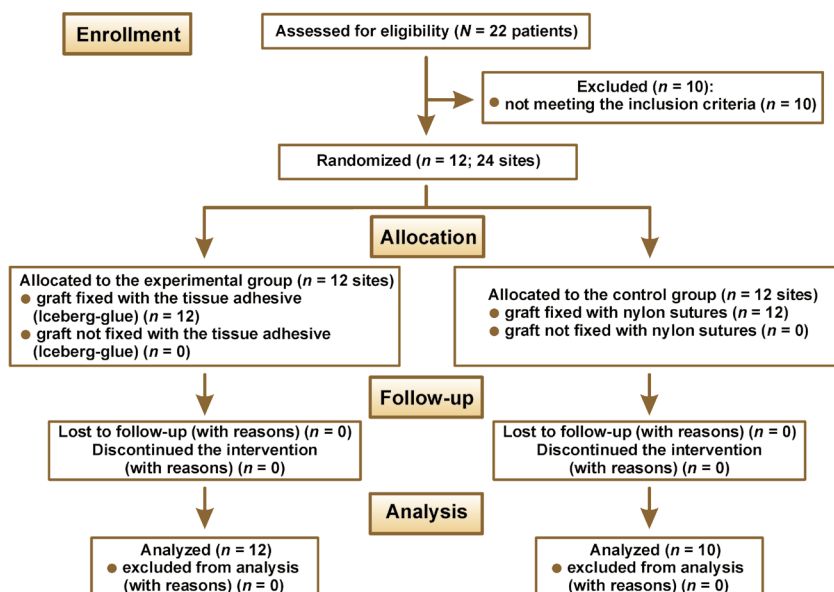 Enrollment
Assessed for eligibility (N = 22 patients)
Excluded (n = 10):
● not meeting the inclusion criteria (n = 10)
Randomized (n = 12; 24 sites)
Allocation
Allocated to the experimental group (n = 12 sites)
● graft fixed with the tissue adhesive
(Iceberg-glue) (n = 12)
● graft not fixed with the tissue adhesive
(Iceberg-glue) (n = 0)
Allocated to the control group (n = 12 sites)
● graft fixed with nylon sutures (n = 12)
● graft not fixed with nylon sutures (n = 0)
Follow-up
Lost to follow-up (with reasons) (n = 0)
Discontinued the intervention
(with reasons) (n = 0)
Lost to follow-up (with reasons) (n = 0)
Discontinued the intervention
(with reasons) (n = 0)
Analysis
Analyzed (n = 12)
● excluded from analysis
(with reasons) (n = 0)
Analyzed (n = 10)
● excluded from analysis
(with reasons) (n = 0)